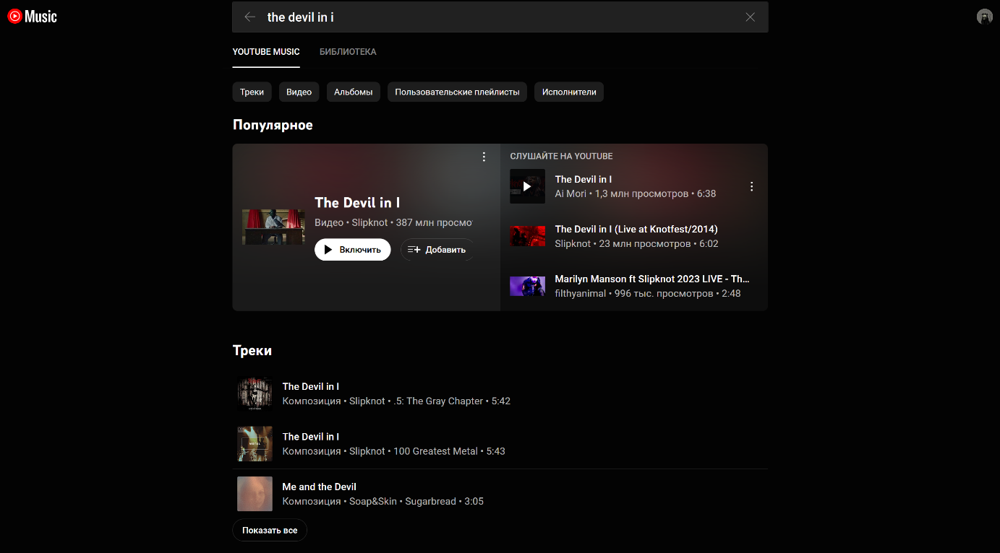 Music
the devil in i
YOUTUBE MUSIC
БИБЛИОТЕКА
Треки
Видео
Альбомы
Пользовательские плейлисты
Исполнители
Популярное
The Devil in I
Видео • Slipknot • 387 млн просмо
Включить
Добавить
СЛУШАЙТЕ НА YOUTUBE
The Devil in I
Ai Mori • 1,3 млн просмотров • 6:38
The Devil in I (Live at Knotfest/2014)
Slipknot • 23 млн просмотров • 6:02
Marilyn Manson ft Slipknot 2023 LIVE - Th...
filthyanimal • 996 тыс. просмотров • 2:48
Треки
The Devil in I
Композиция • Slipknot • .5: The Gray Chapter • 5:42
METAL
The Devil in I
Композиция • Slipknot • 100 Greatest Metal • 5:43
Me and the Devil
Композиция • Soap&Skin • Sugarbread • 3:05
Показать все